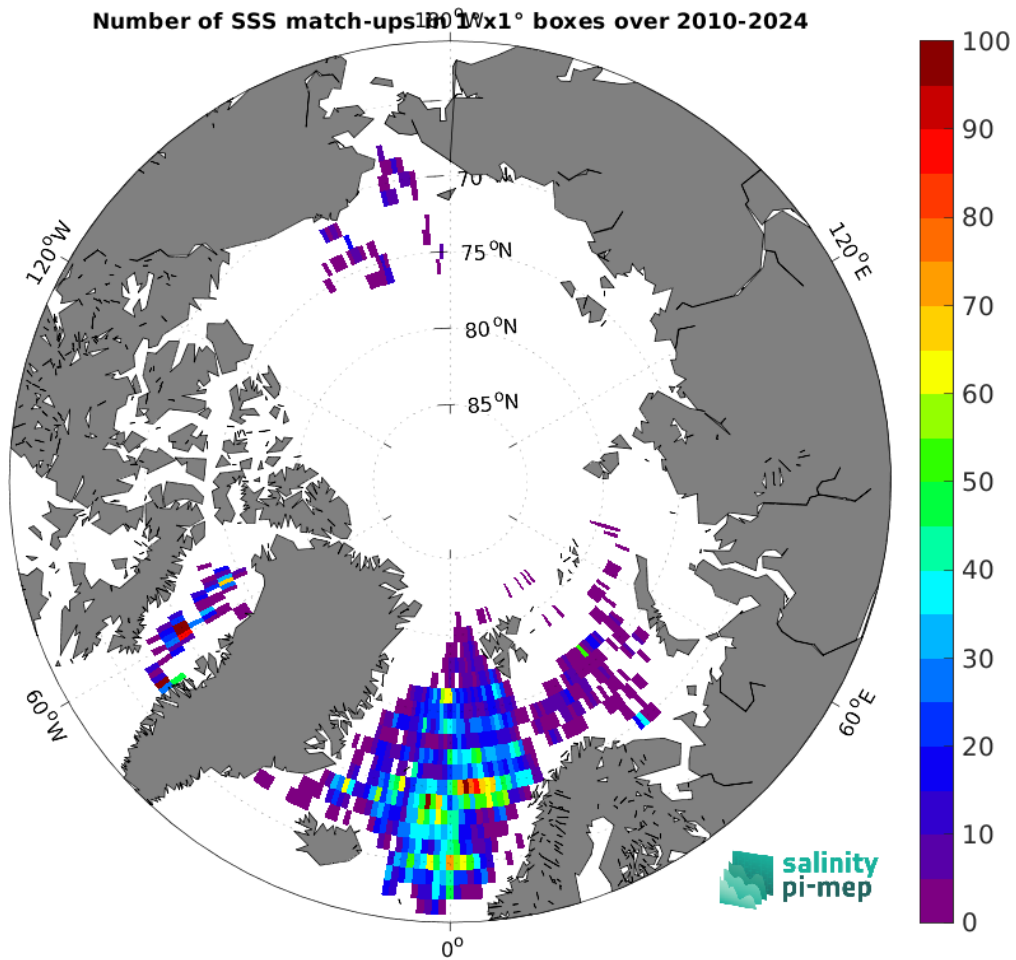 Number of SSS match-ups in 1°x1° boxes over 2010-2024
180°W
100
90
80
70
60
50
40
30
20
10
0
70 °N
75 °N
80 °N
85 °N
120°W
120°E
60°W
60°E
0°
salinity
pi-mep